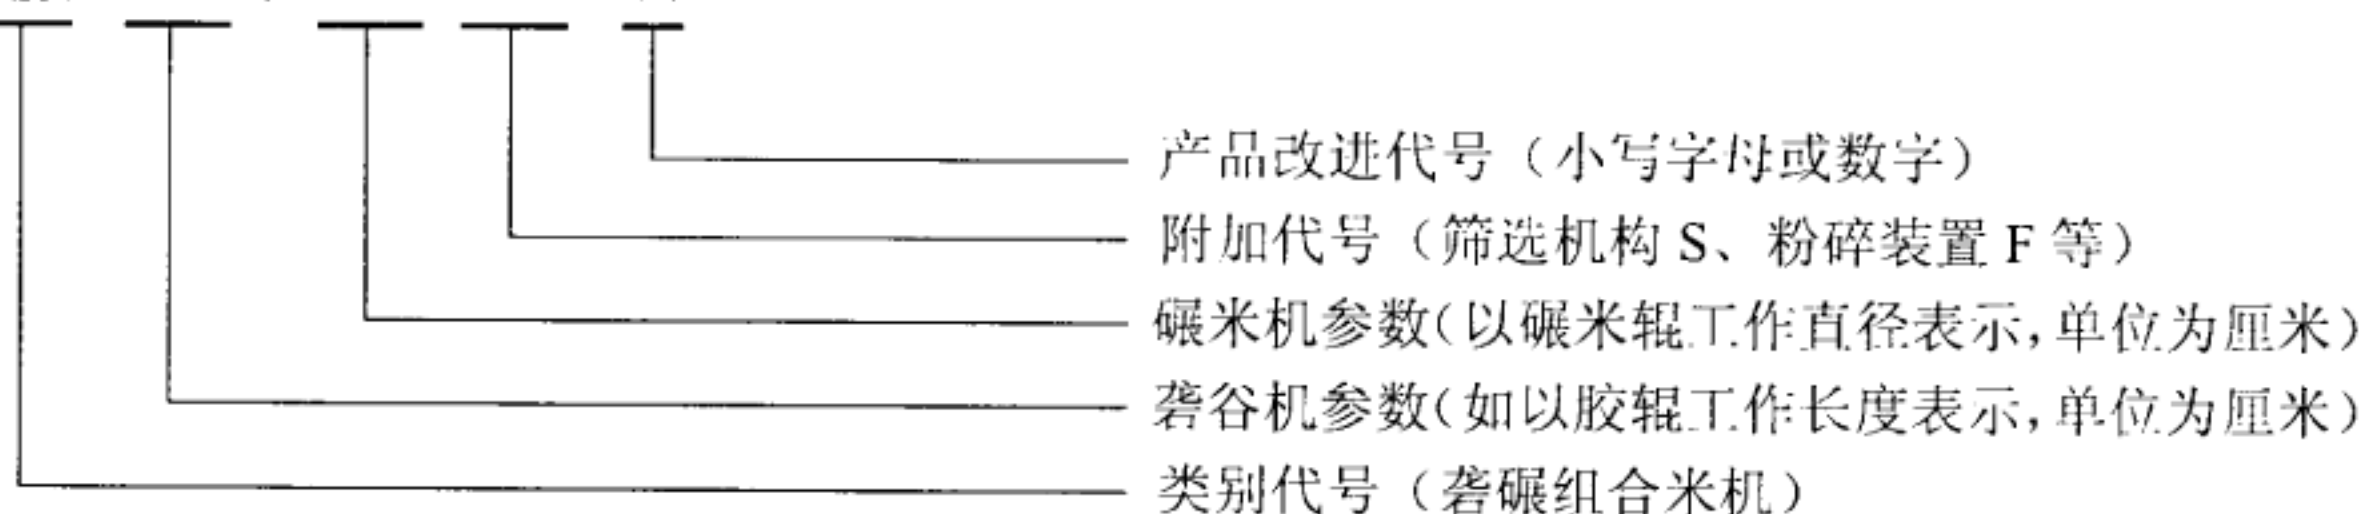 产品改进代号（小写字母或数字）
附加代号（筛选机构 S、粉碎装置 F 等）
碾米机参数（以碾米辊工作直径表示，单位为厘米）
砻谷机参数（如以胶辊工作长度表示，单位为厘米）
类别代号（砻碾组合米机）